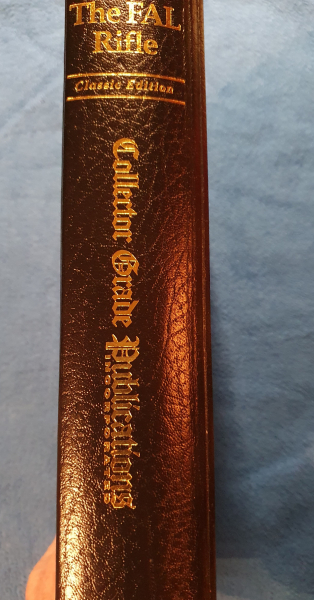 The FAL
Rifle
Classic Edition
Collector Grade Publications
INCORPORATED